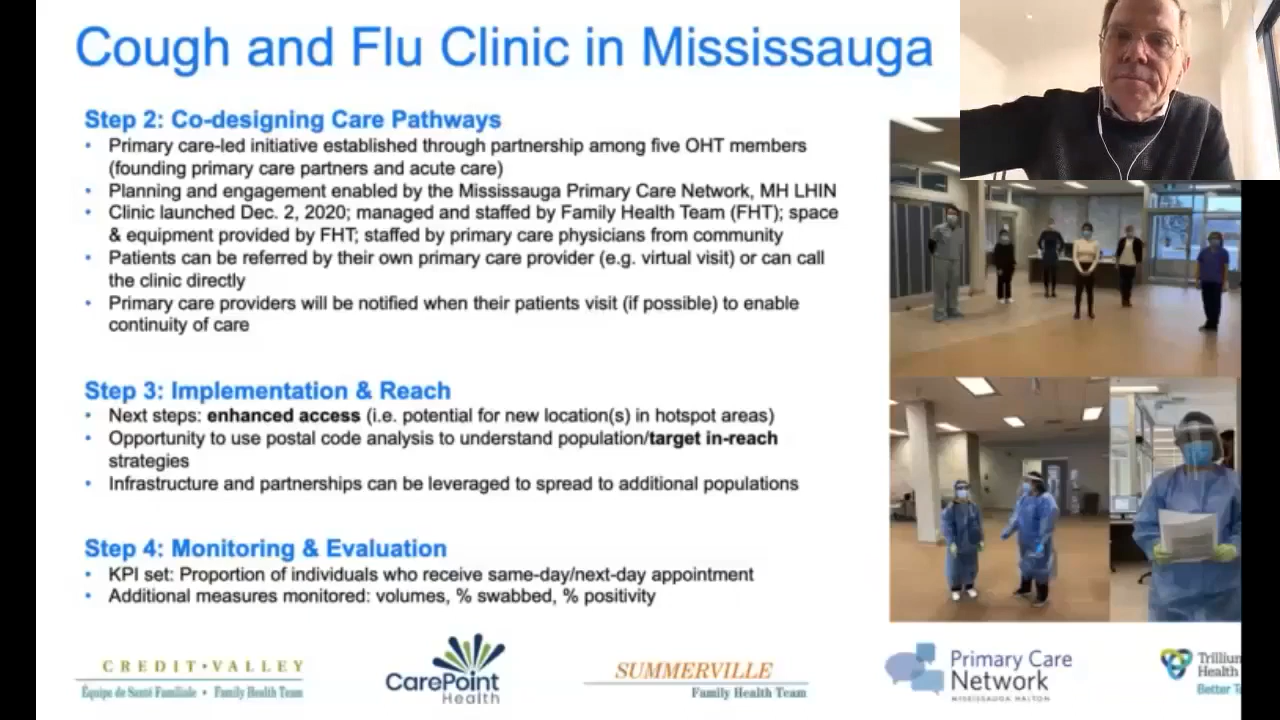 Cough and Flu Clinic in Mississauga
Step 2: Co-designing Care Pathways
• Primary care-led initiative established through partnership among five OHT members
(founding primary care partners and acute care)
• Planning and engagement enabled by the Mississauga Primary Care Network, MH LHIN
• Clinic launched Dec. 2, 2020; managed and staffed by Family Health Team (FHT); space
& equipment provided by FHT; staffed by primary care physicians from community
• Patients can be referred by their own primary care provider (e.g. virtual visit) or can call
the clinic directly
• Primary care providers will be notified when their patients visit (if possible) to enable
continuity of care
Step 3: Implementation & Reach
• Next steps: enhanced access (i.e. potential for new location(s) in hotspot areas)
• Opportunity to use postal code analysis to understand population/target in-reach
strategies
• Infrastructure and partnerships can be leveraged to spread to additional populations
Step 4: Monitoring & Evaluation
• KPI set: Proportion of individuals who receive same-day/next-day appointment
• Additional measures monitored: volumes, % swabbed, % positivity
CREDIT • VALLEY
Équipe de Santé Familiale • Family Health Team
CarePoint
Health
SUMMERVILLE
Family Health Team
Primary Care
Network
MISSISSAUGA HALTON
Trillium
Health
Better